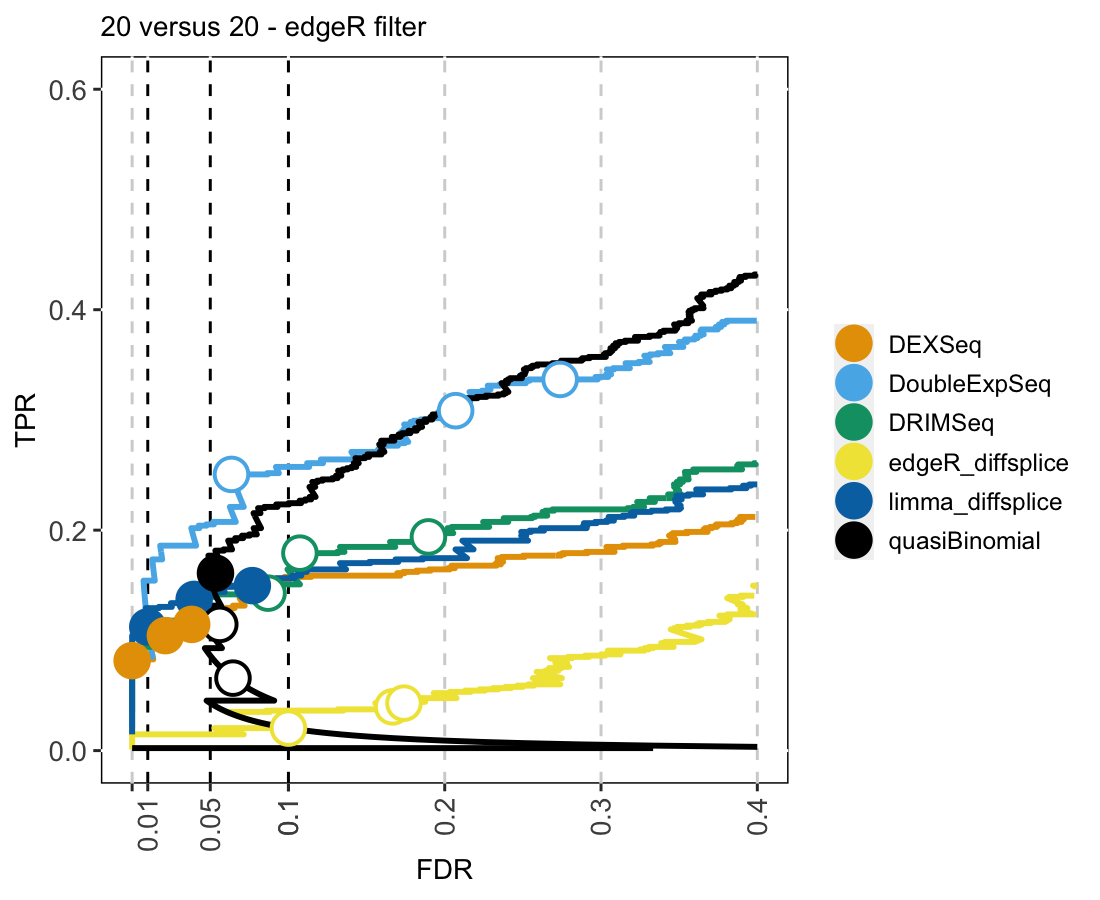 20 versus 20 - edgeR filter
TPR
0.6
0.4
0.2
0.0
0.01
0.05
0.1
0.2
0.3
0.4
FDR
DEXSeq
DoubleExpSeq
DRIMSeq
edgeR_diffsplice
limma_diffsplice
quasiBinomial